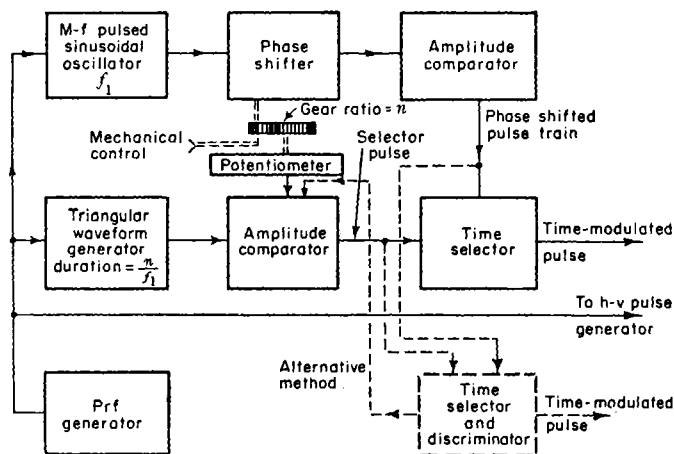 M-f pulsed
sinusoidal
oscillator
f₁
Phase
shifter
Amplitude
comparator
Gear ratio = n
Mechanical
control
Potentiometer
Selector
pulse
Phase shifted
pulse train
Triangular
waveform
generator
duration = n/f₁
Amplitude
comparator
Time
selector
Time-modulated
pulse
To h-v pulse
generator
Alternative
method
Prf
generator
Time
selector
and
discriminator
Time-modulated
pulse